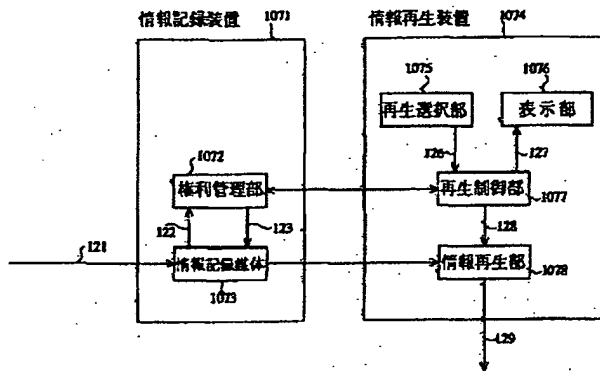 情報記録装置 1071
情報再生装置 1074
1075
1076
再生選択部
表示部
126
127
1072
権利管理部
再生制御部
1077
122
123
128
121
情報記録媒体
情報再生部
1078
1073
129